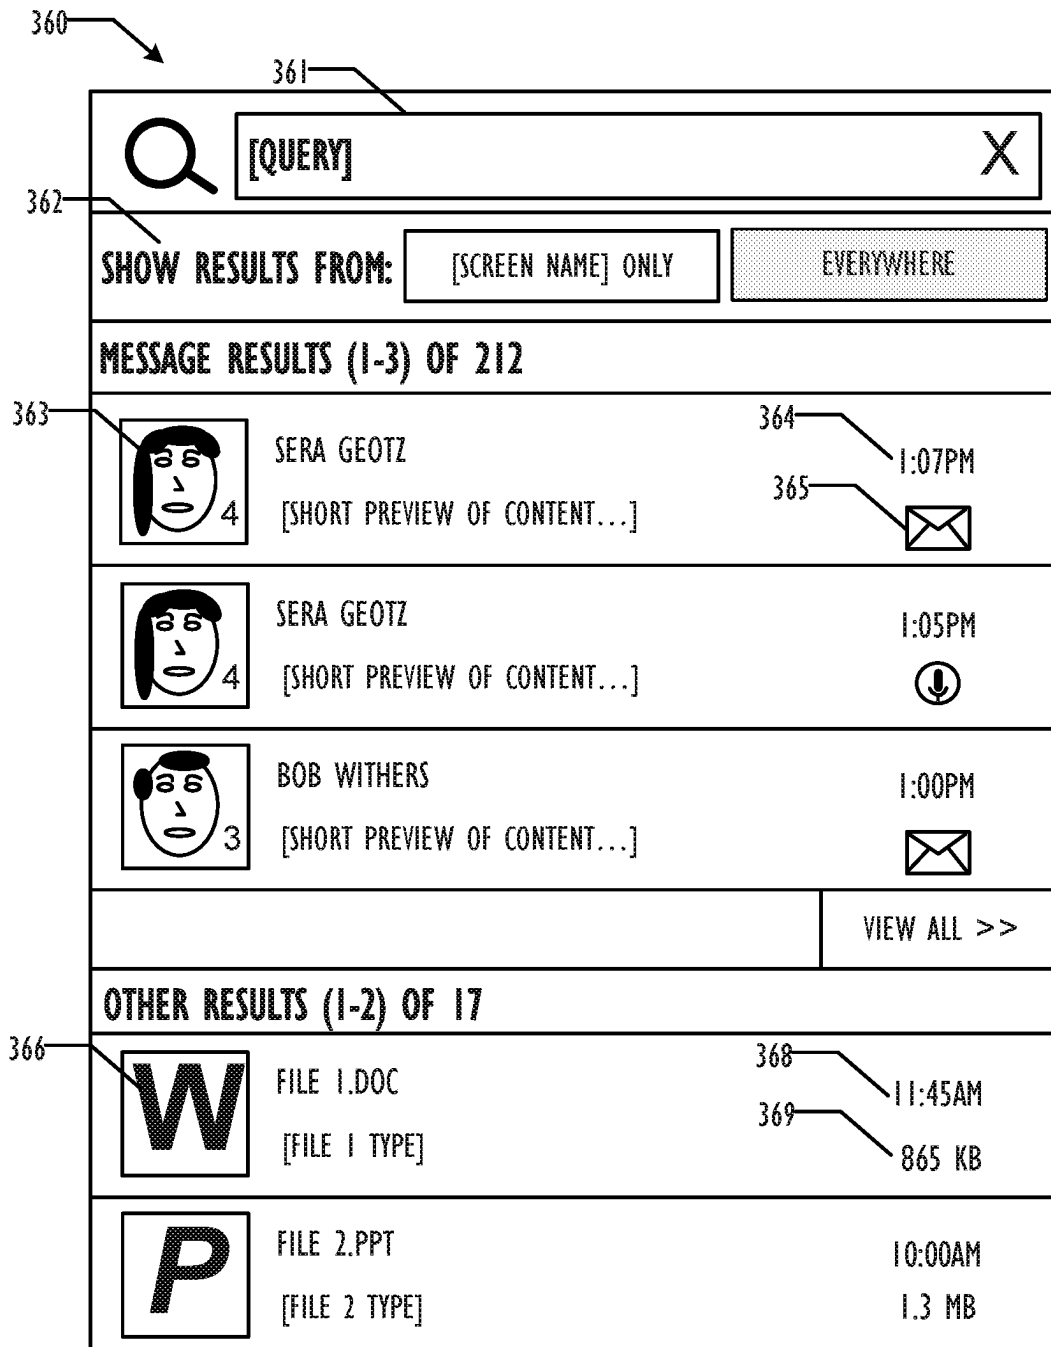 360
361
[QUERY] X
362
SHOW RESULTS FROM: [SCREEN NAME] ONLY EVERYWHERE
MESSAGE RESULTS (1-3) OF 212
363 364
SERA GEOTZ 1:07PM
365
4 [SHORT PREVIEW OF CONTENT...]
SERA GEOTZ 1:05PM
4 [SHORT PREVIEW OF CONTENT...]
BOB WITHERS 1:00PM
3 [SHORT PREVIEW OF CONTENT...]
VIEW ALL >>
OTHER RESULTS (1-2) OF 17
366 368
W FILE 1.DOC 11:45AM
369
[FILE 1 TYPE] 865 KB
P FILE 2.PPT 10:00AM
[FILE 2 TYPE] 1.3 MB